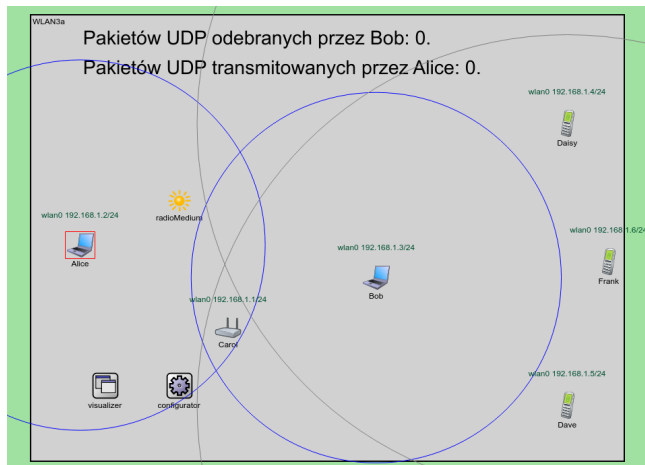 WLAN3a
Pakietów UDP odebranych przez Bob: 0.
Pakietów UDP transmitowanych przez Alice: 0.
wlan0 192.168.1.4/24
Daisy
radioMedium
wlan0 192.168.1.2/24
Alice
wlan0 192.168.1.6/24
Frank
wlan0 192.168.1.3/24
Bob
wlan0 192.168.1.1/24
Carol
wlan0 192.168.1.5/24
Dave
visualizer
configurator